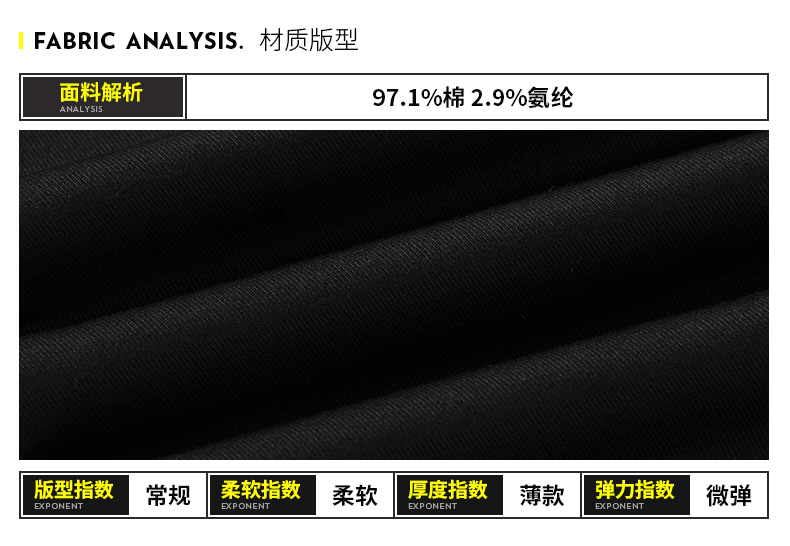 FABRIC ANALYSIS. 材质版型
面料解析
ANALYSIS
97.1%棉 2.9%氨纶
版型指数
EXPONENT
常规
柔软指数
EXPONENT
柔软
厚度指数
EXPONENT
薄款
弹力指数
EXPONENT
微弹